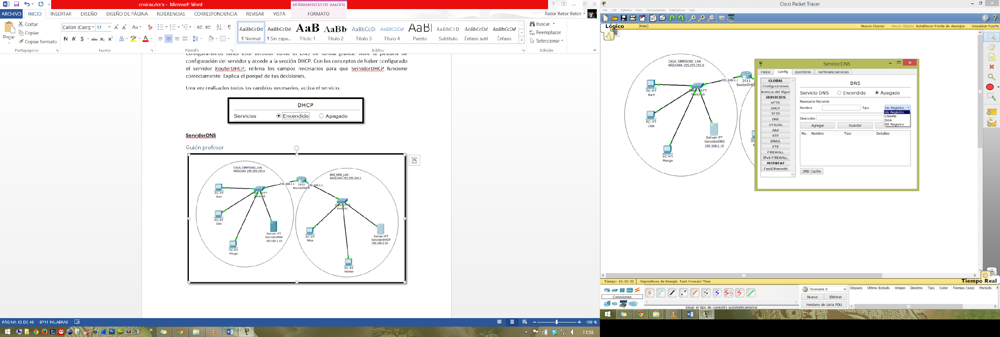 cosicas.docx - Microsoft Word
HERRAMIENTAS DE IMAGEN
ARCHIVO INICIO INSERTAR DISEÑO DISEÑO DE PÁGINA REFERENCIAS CORRESPONDENCIA REVISAR VISTA FORMATO
Retor Retor Retor
Pegar
Cortar
Copiar
Copiar formato
Portapapeles
Calibri (Cuerp 11
N K S abc x₂ x²
Fuente
Párrafo
AaBbCcDd AaBbCcDd AaB AaBb AaBbCcD AaBbCcDd AaBl AaBbCcD AaBbCcDd AaBbCcDd
¶ Normal ¶ Sin espa... Título 1 Título 2 Título 3 Título 4 Puesto Subtítulo Énfasis sutil Énfasis
Estilos
Buscar
Reemplazar
Seleccionar
Edición
Configuraremos tanto este servidor como el DNS de forma gráfica. Abre la pestaña de
configuración del servidor y accede a la sección DHCP. Con los conceptos de haber configurado
el servidor RouterDHCP, rellena los campos necesarios para que ServidorDHCP funcione
correctamente. Explica el porqué de tus decisiones.
Una vez realizados todos los cambios necesarios, activa el servicio.
DHCP
Servicios Encendido Apagado
ServidorDNS
Guión profesor
CASA_SIMPSONS_LAN
MÁSCARA 255.255.255.0
BAR_MOE_LAN
MÁSCARA 255.255.255.0
192.168.1.1
2911
RouterDHCP
192.168.2.1
PC-PT
Bart
2960-24TT
Switch0
2960-24TT
Switch1
PC-PT
Lisa
Server-PT
ServidorDNS
192.168.1.10
PC-PT
Marge
PC-PT
Moe
Server-PT
ServidorDHCP
192.168.2.10
PC-PT
Homer
PÁGINA 42 DE 46 9711 PALABRAS
100 %
11:58
Cisco Packet Tracer
File Edit Options View Herramientas Extensions Help
Lógico [Raíz] Nuevo Cluster Mover Objeto Establecer Fondo de Azulejos Visualizar Puerto
CASA_SIMPSONS_LAN
MÁSCARA 255.255.255.0
192.168.1.1
2911
PC-PT
Bart
2960-24TT
Switch0
PC-PT
Lisa
Server-PT
ServidorDNS
192.168.1.10
PC-PT
Marge
ServidorDNS
Físico Config Escritorio Software/Services
GLOBAL
Configuraciones
SERVICIOS
HTTP
DHCP
TFTP
DNS
SYSLOG
AAA
NTP
EMAIL
FTP
FIREWALL
IPv6 FIREWALL
INTERFAZ
FastEthernet0
DNS
Servicio DNS Encendido Apagado
Resource Records
Nombre Tipo Un Registro
Un Registro
CNAME
SOA
NS Registro
Dirección
Agregar Guardar
No. Nombre Tipo Detalles
DNS Cache
Tiempo: 01:20:32 Dispositivos de Energía Fast Forward Time
Tiempo Real
Conexiones
Elegir el tipo de conexión automáticamente
Scenario 0
Nuevo Eliminar
Ventana de Lista PDU
Disparo Último Estado Origen Destino Tipo Color Tiempo (seg) Periodo